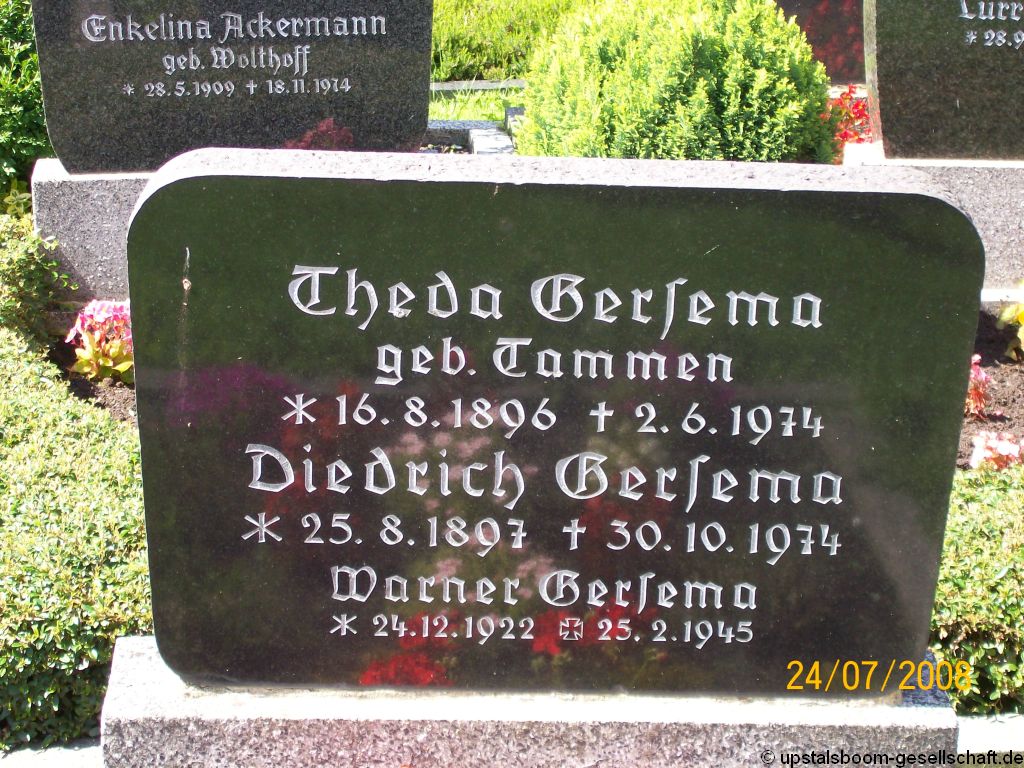 Enkelina Ackermann
geb. Wolthoff
* 28.5.1909 † 18.11.1974
* 28.9
Theda Gerſema
geb. Tammen
* 16. 8. 1896 † 2. 6. 1974
Diedrich Gerſema
* 25. 8. 1897 † 30. 10. 1974
Warner Gerſema
* 24.12.1922 ✠ 25. 2. 1945
24/07/2008
© upstalsboom-gesellschaft.de